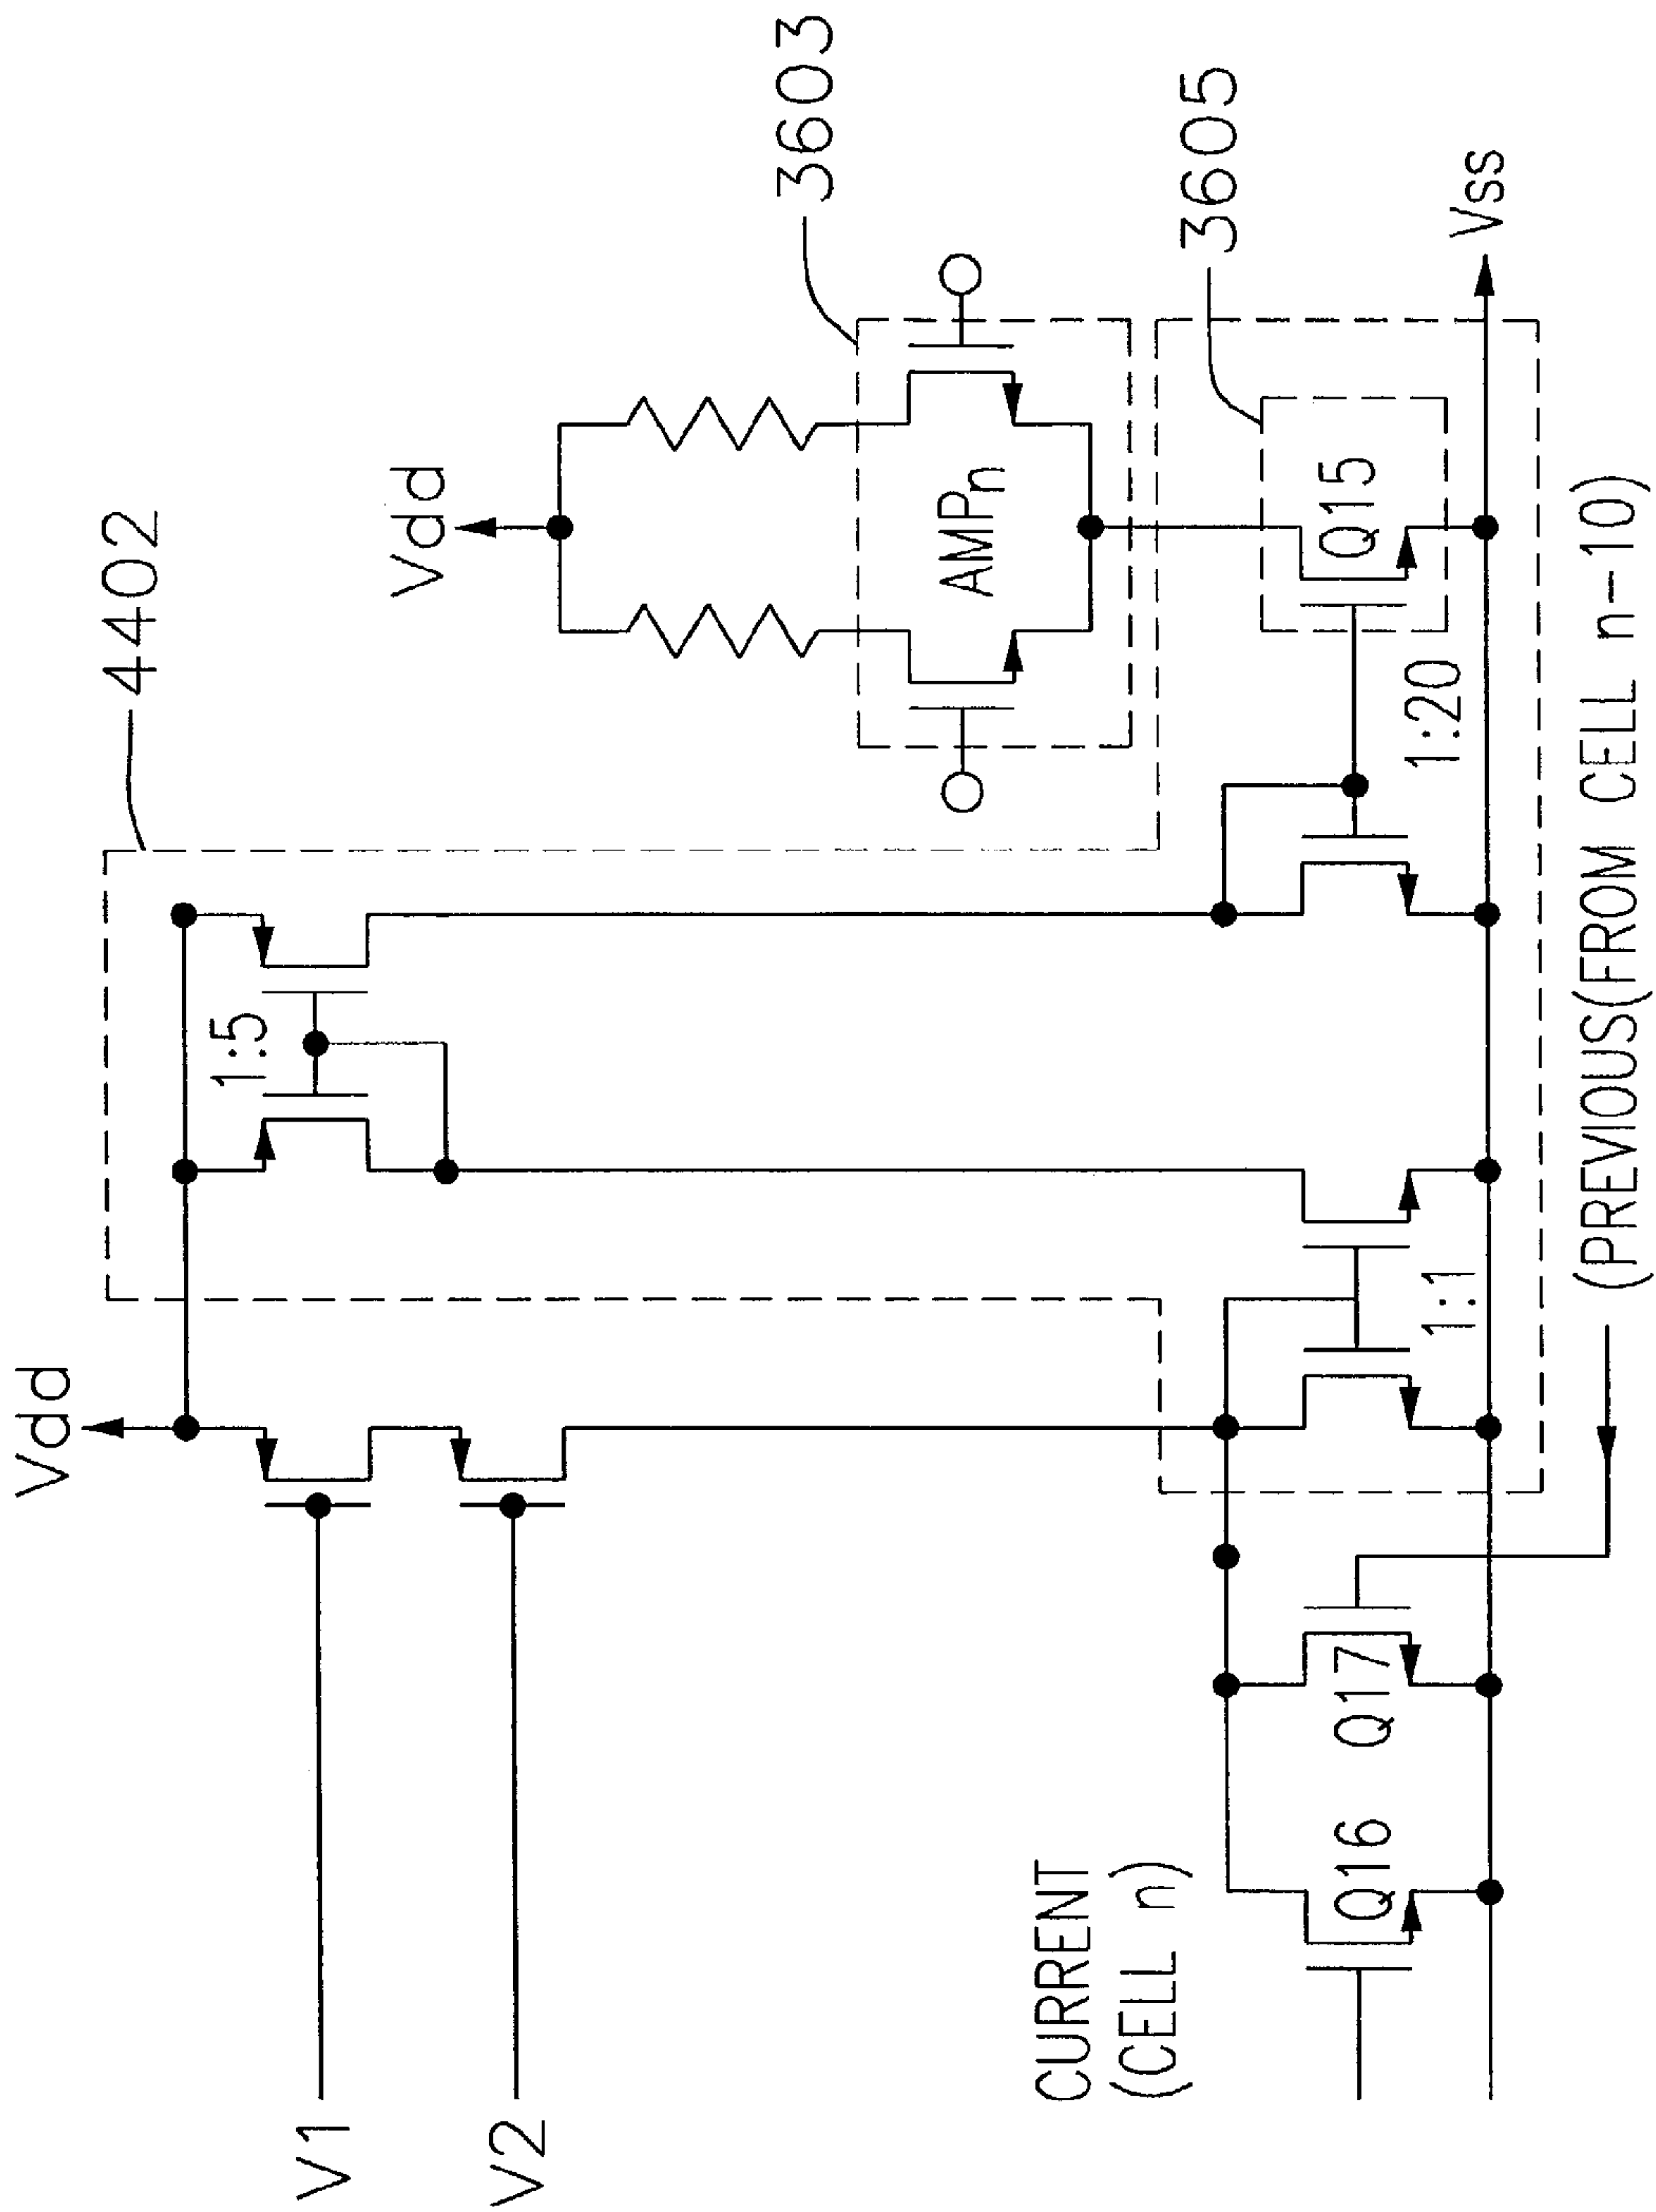 Vdd
4402
Vdd
3603
1:5
V1
V2
AMPn
3605
CURRENT
(CELL n)
Q16
Q17
1:1
1:20
Q15
Vss
(PREVIOUS(FROM CELL n-10)